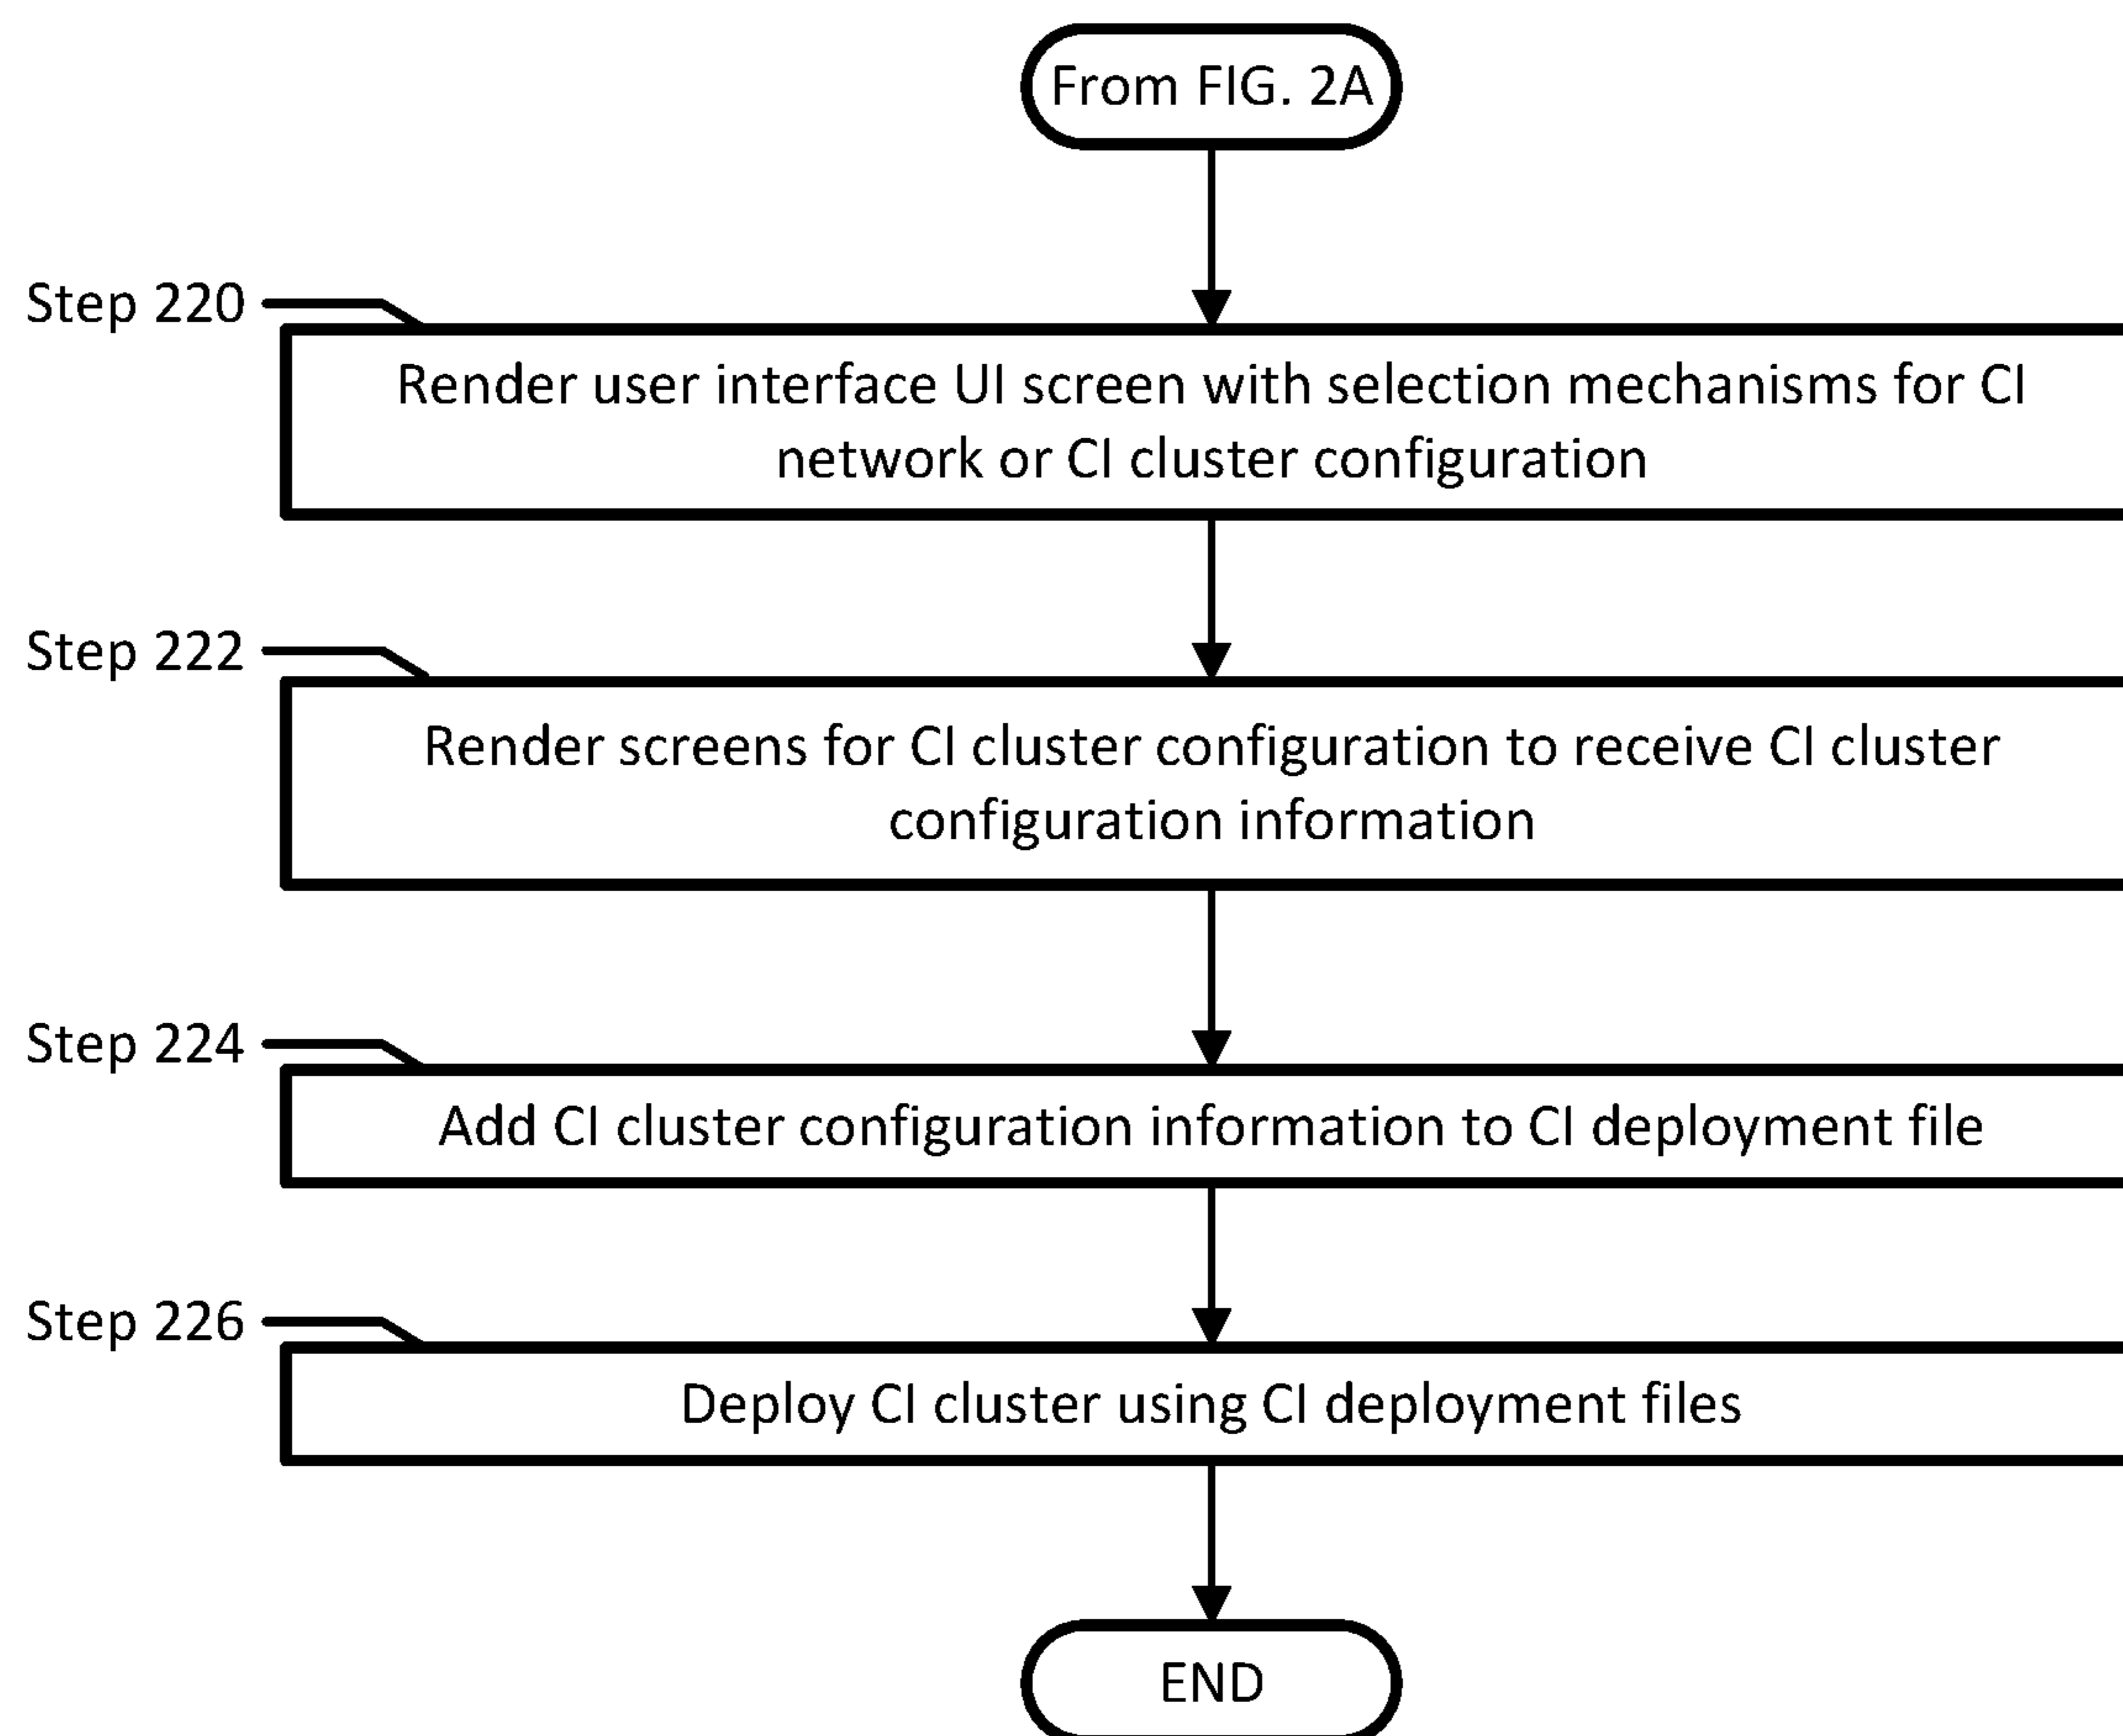 From FIG. 2A
Step 220
Render user interface UI screen with selection mechanisms for CI
network or CI cluster configuration
Step 222
Render screens for CI cluster configuration to receive CI cluster
configuration information
Step 224
Add CI cluster configuration information to CI deployment file
Step 226
Deploy CI cluster using CI deployment files
END